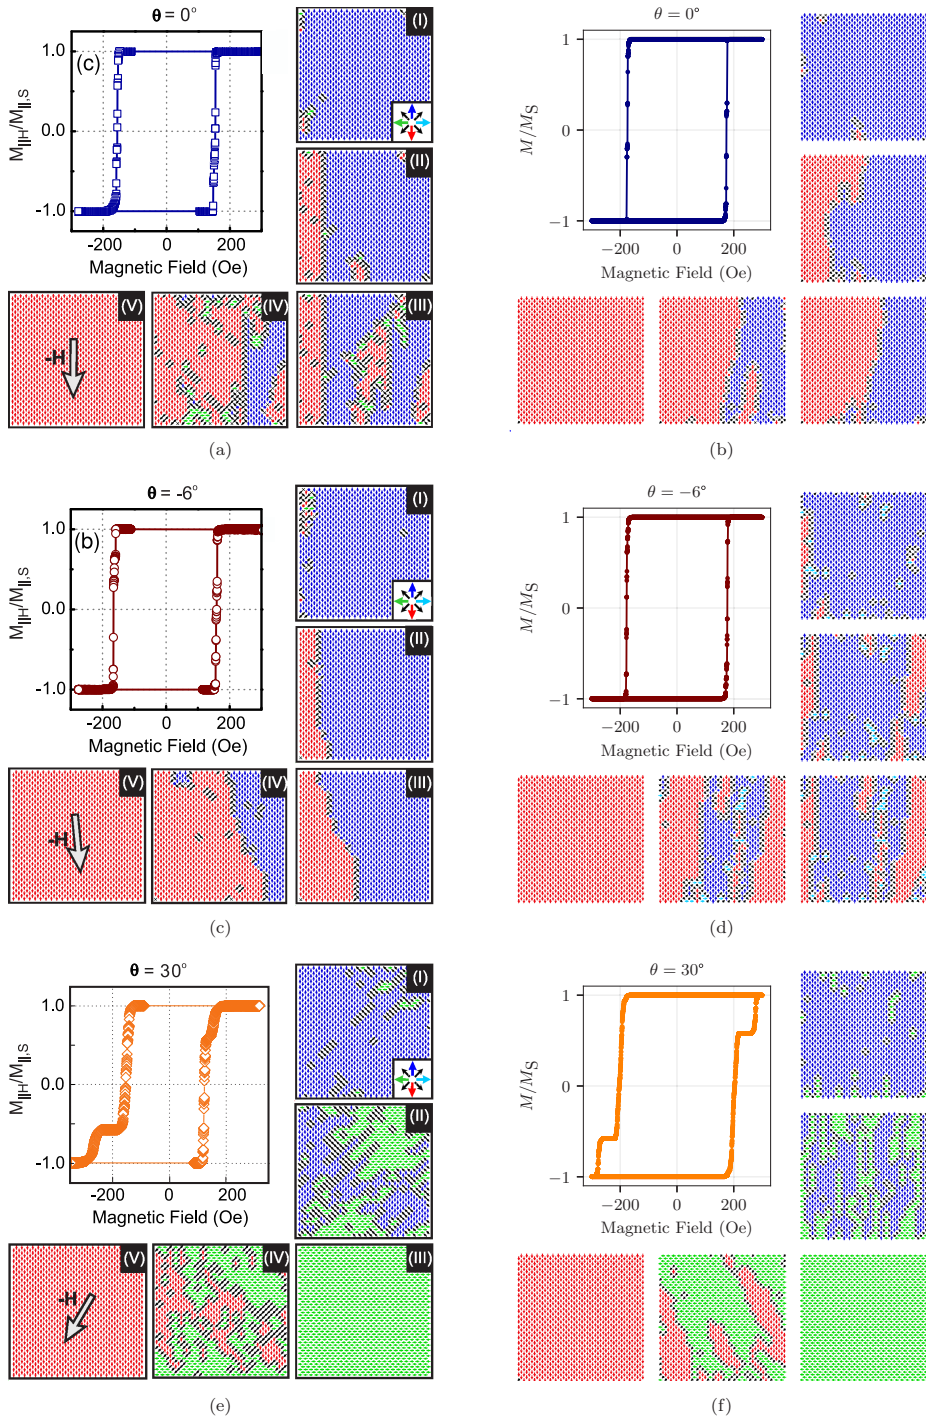 θ = 0°
(c)
M||H/M||,S
1.0
0.0
-1.0
-200
0
200
Magnetic Field (Oe)
(I)
(II)
(III)
(IV)
(V)
-H
(a)
θ = 0°
M/MS
1
0
−1
−200
0
200
Magnetic Field (Oe)
(b)
θ = -6°
(b)
M||H/M||,S
1.0
0.0
-1.0
-200
0
200
Magnetic Field (Oe)
(I)
(II)
(III)
(IV)
(V)
-H
(c)
θ = −6°
M/MS
1
0
−1
−200
0
200
Magnetic Field (Oe)
(d)
θ = 30°
M||H/M||,S
1.0
0.0
-1.0
-200
0
200
Magnetic Field (Oe)
(I)
(II)
(III)
(IV)
(V)
-H
(e)
θ = 30°
M/MS
1
0
−1
−200
0
200
Magnetic Field (Oe)
(f)